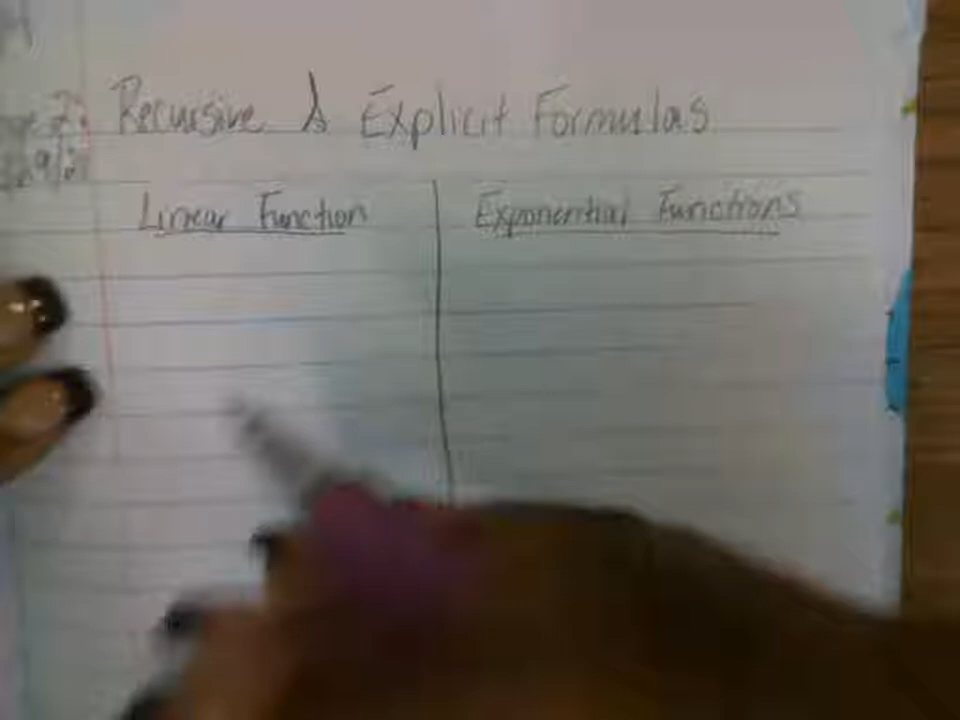 Recursive & Explicit Formulas
Linear Function
Exponential Functions